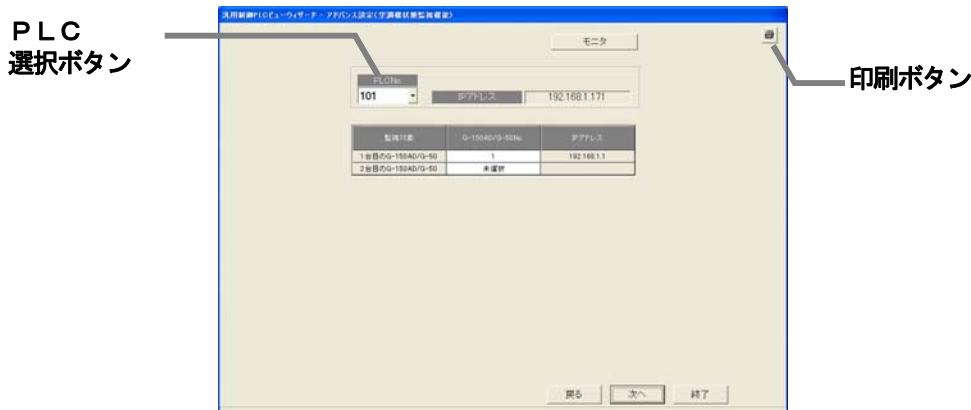 汎用制御PLCビューウィザード - アドバンス設定(空調機状態監視機能)
PLC
選択ボタン
モニタ
印刷ボタン
PLCNo.
101
IPアドレス
192.168.1.171
監視対象 G-150AD/G-50No. IPアドレス
1台目のG-150AD/G-50 1 192.168.1.1
2台目のG-150AD/G-50 未選択
戻る 次へ 終了